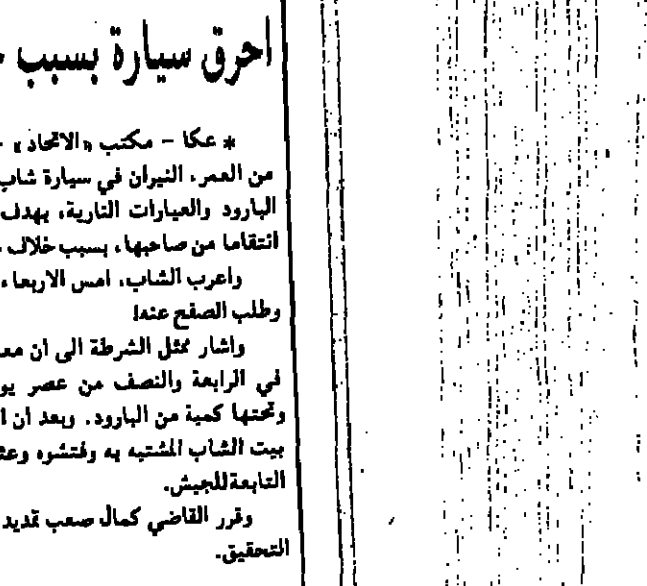 احرق سيارة بسبب
* عكا - مكتب «الاتحاد» -
من العمر، النيران في سيارة شاب
البارود والعيارات النارية، بهدف
انتقاما من صاحبها، بسبب خلاف
واعرب الشاب، امس الاربعاء،
وطلب الصفح عنه!
واشار ممثل الشرطة الى ان
في الرابعة والنصف من عصر
وتحتها كمية من البارود. وبعد ان
بيت الشاب المشتبه به وفتشوه
التابعة للجيش.
وقرر القاضي كمال صعب تمديد
التحقيق.